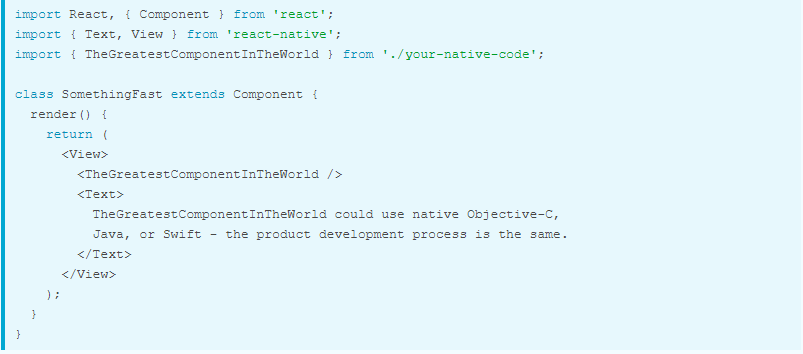 import React, { Component } from 'react';
import { Text, View } from 'react-native';
import { TheGreatestComponentInTheWorld } from './your-native-code';

class SomethingFast extends Component {
  render() {
    return (
      <View>
        <TheGreatestComponentInTheWorld />
        <Text>
          TheGreatestComponentInTheWorld could use native Objective-C,
          Java, or Swift - the product development process is the same.
        </Text>
      </View>
    );
  }
}